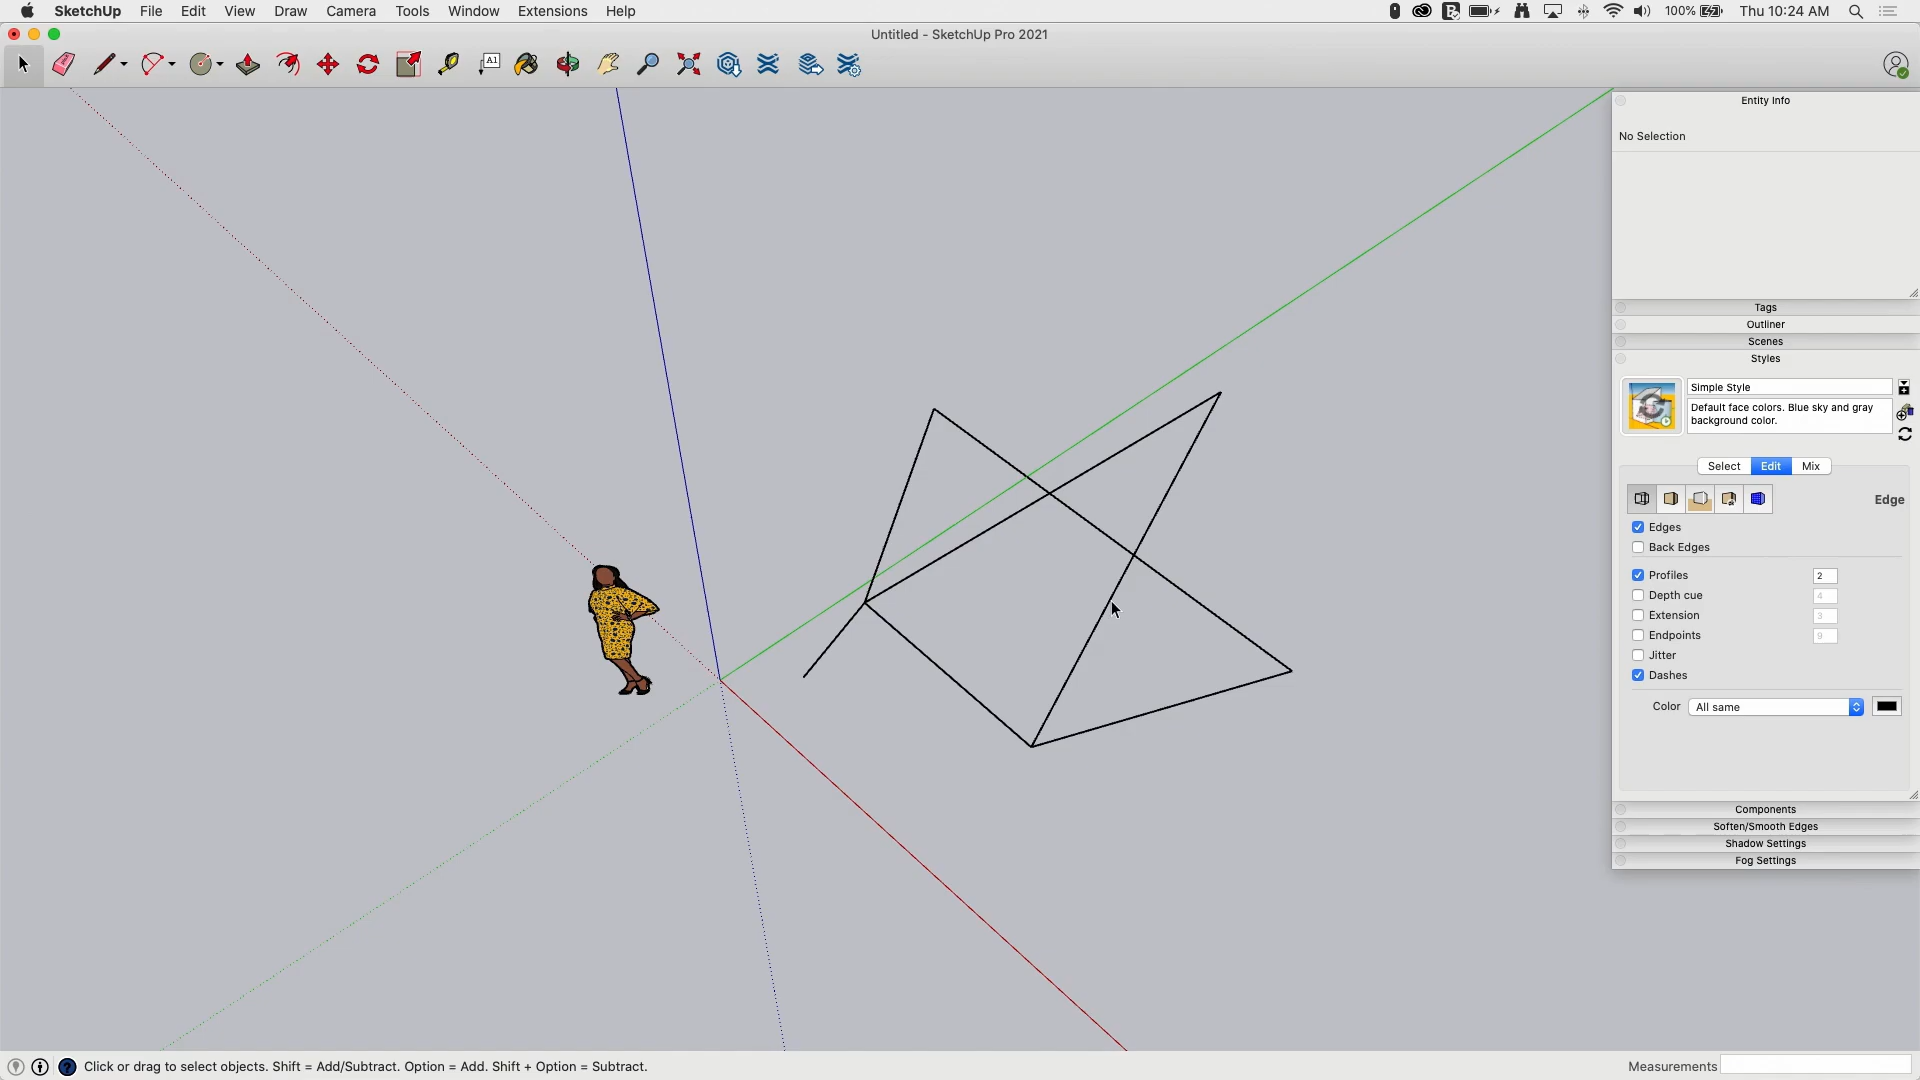 SketchUp File Edit View Draw Camera Tools Window Extensions Help
100% Thu 10:24 AM
Untitled - SketchUp Pro 2021
A1
Entity Info
No Selection
Tags
Outliner
Scenes
Styles
Simple Style
Default face colors. Blue sky and gray
background color.
Select Edit Mix
Edge
Edges
Back Edges
Profiles 2
Depth cue 4
Extension 3
Endpoints 9
Jitter
Dashes
Color All same
Components
Soften/Smooth Edges
Shadow Settings
Fog Settings
Click or drag to select objects. Shift = Add/Subtract. Option = Add. Shift + Option = Subtract.
Measurements